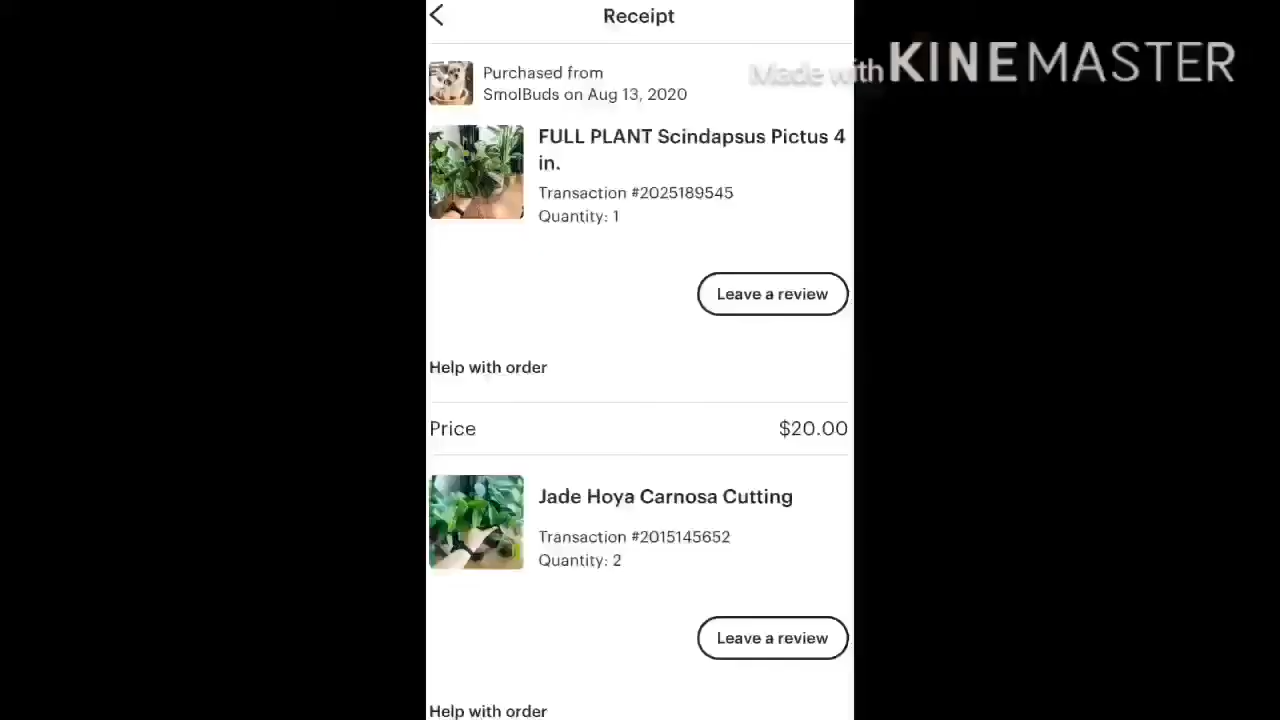 Receipt
Made with KINEMASTER
Purchased from
SmolBuds on Aug 13, 2020
FULL PLANT Scindapsus Pictus 4
in.
Transaction #2025189545
Quantity: 1
Leave a review
Help with order
Price $20.00
Jade Hoya Carnosa Cutting
Transaction #2015145652
Quantity: 2
Leave a review
Help with order